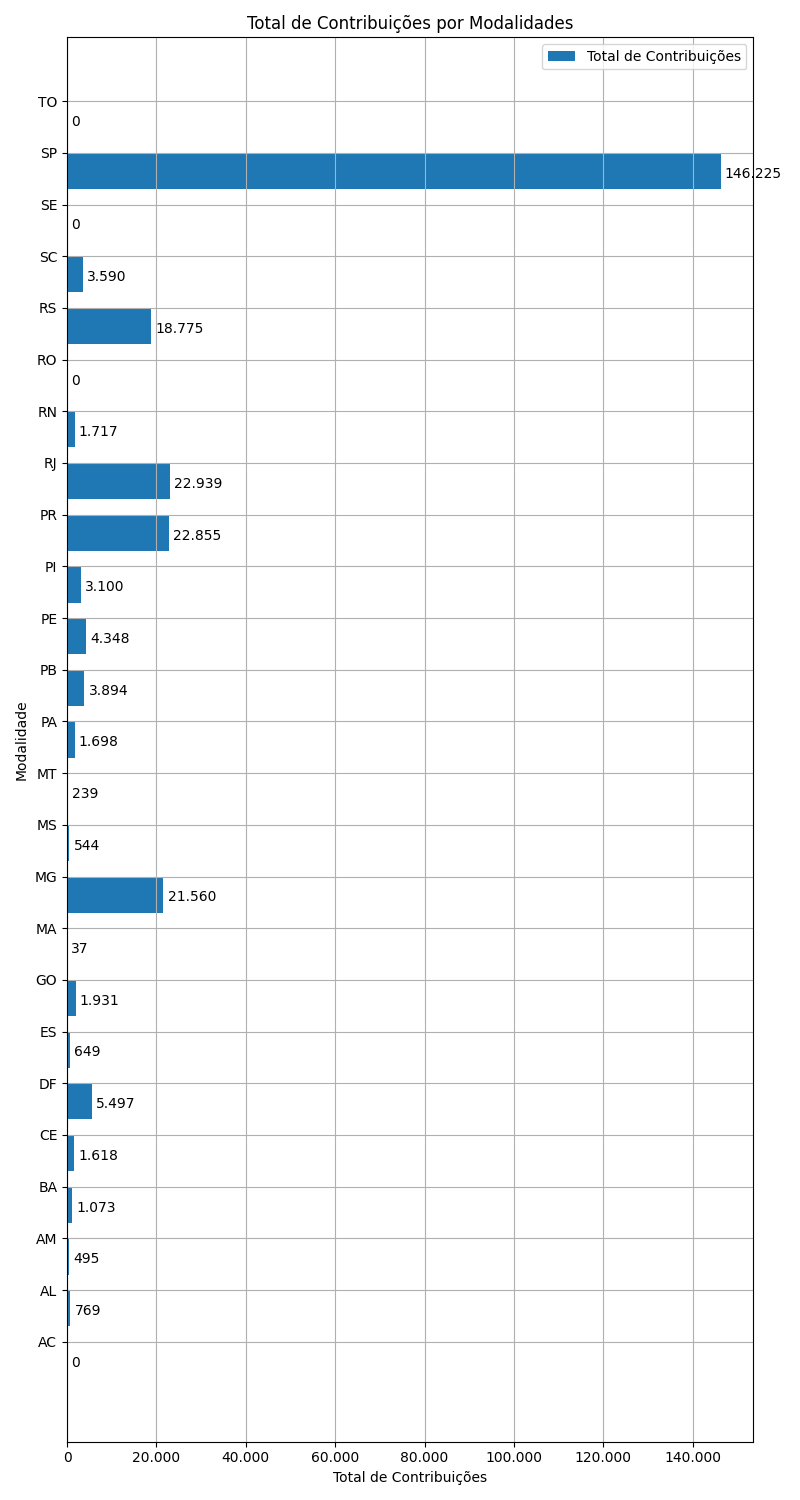 Total de Contribuições por Modalidades
Total de Contribuições
TO
0
SP
146.225
SE
0
SC
3.590
RS
18.775
RO
0
RN
1.717
RJ
22.939
PR
22.855
PI
3.100
PE
4.348
PB
3.894
PA
1.698
MT
239
MS
544
MG
21.560
MA
37
GO
1.931
ES
649
DF
5.497
CE
1.618
BA
1.073
AM
495
AL
769
AC
0
Modalidade
0 20.000 40.000 60.000 80.000 100.000 120.000 140.000
Total de Contribuições